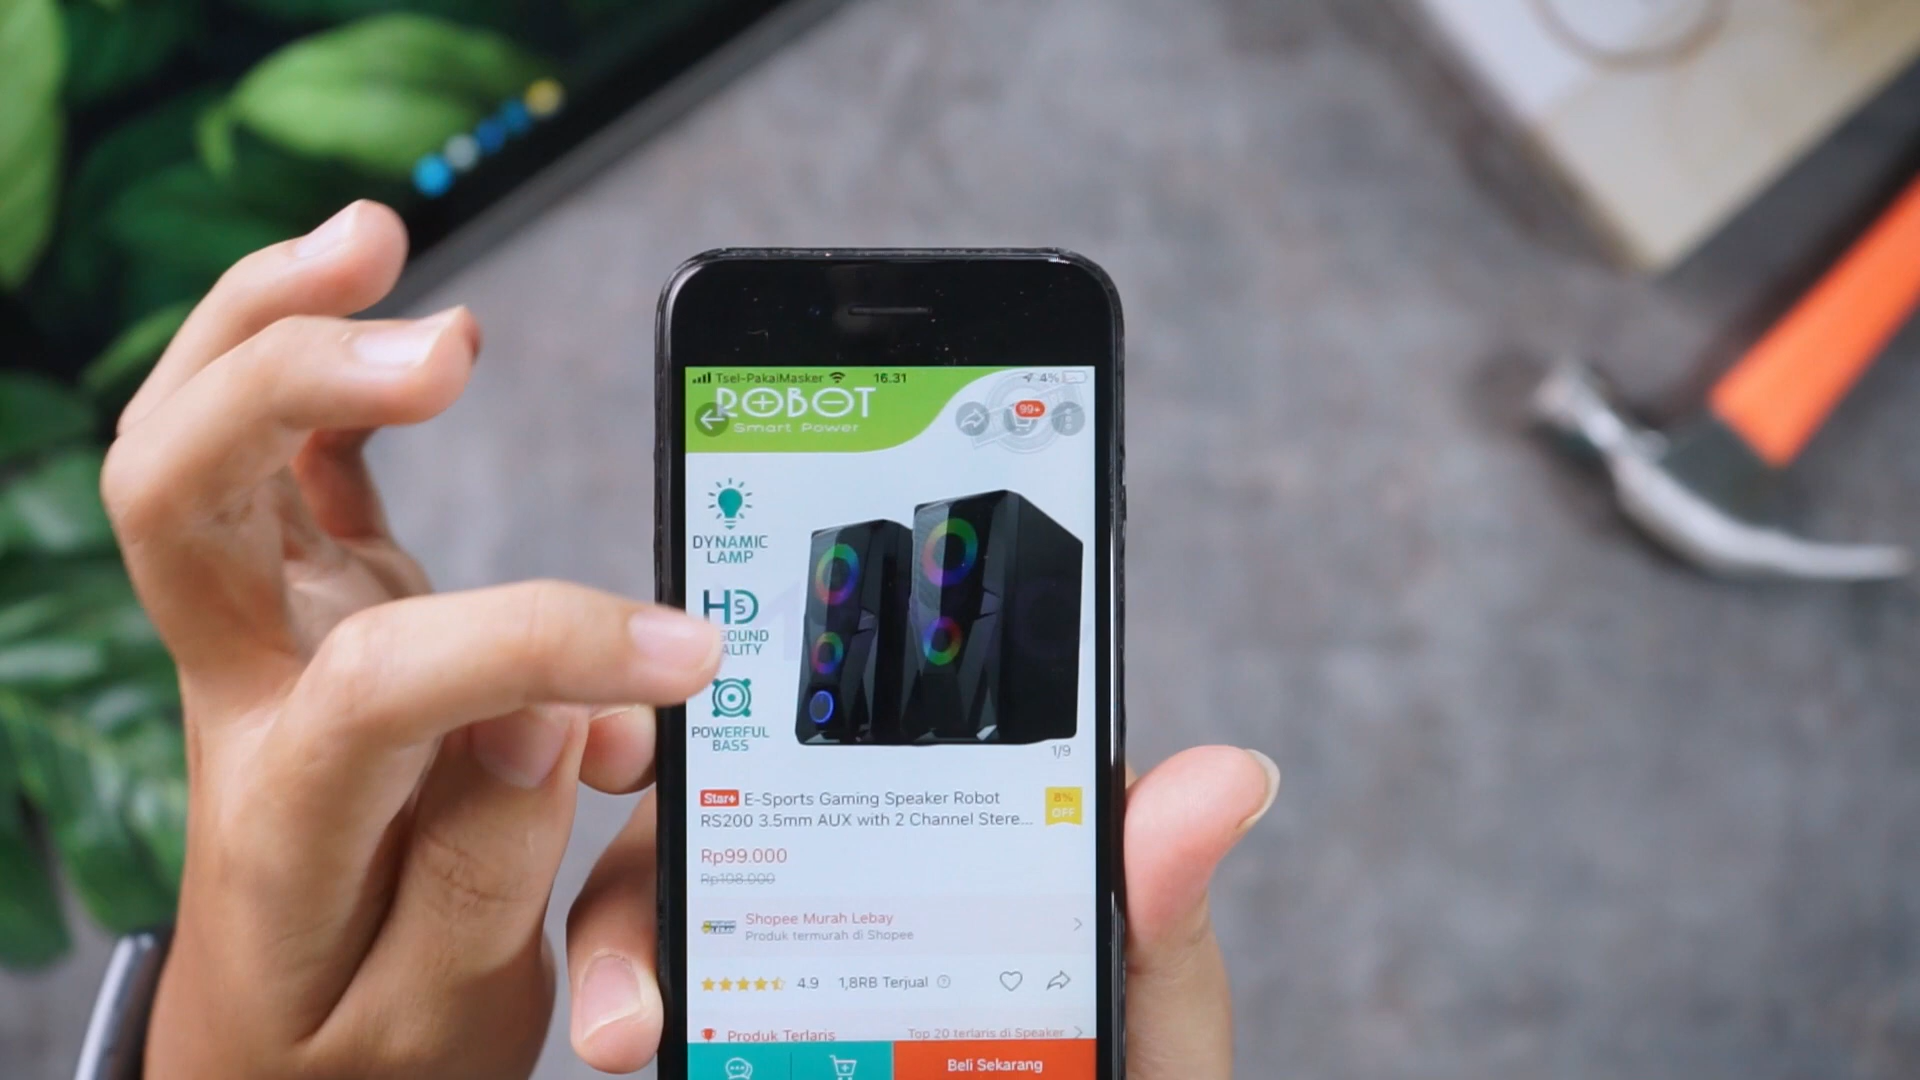 Tsel-PakaiMasker 16.31 4%
ROBOT
Smart Power
99+
DYNAMIC
LAMP
HD
SOUND
ALITY
POWERFUL
BASS
1/9
Star+ E-Sports Gaming Speaker Robot
RS200 3.5mm AUX with 2 Channel Stere...
8%
OFF
Rp99.000
Rp108.000
Shopee Murah Lebay
Produk termurah di Shopee
4.9 1,8RB Terjual
Produk Terlaris Top 20 terlaris di Speaker
Beli Sekarang